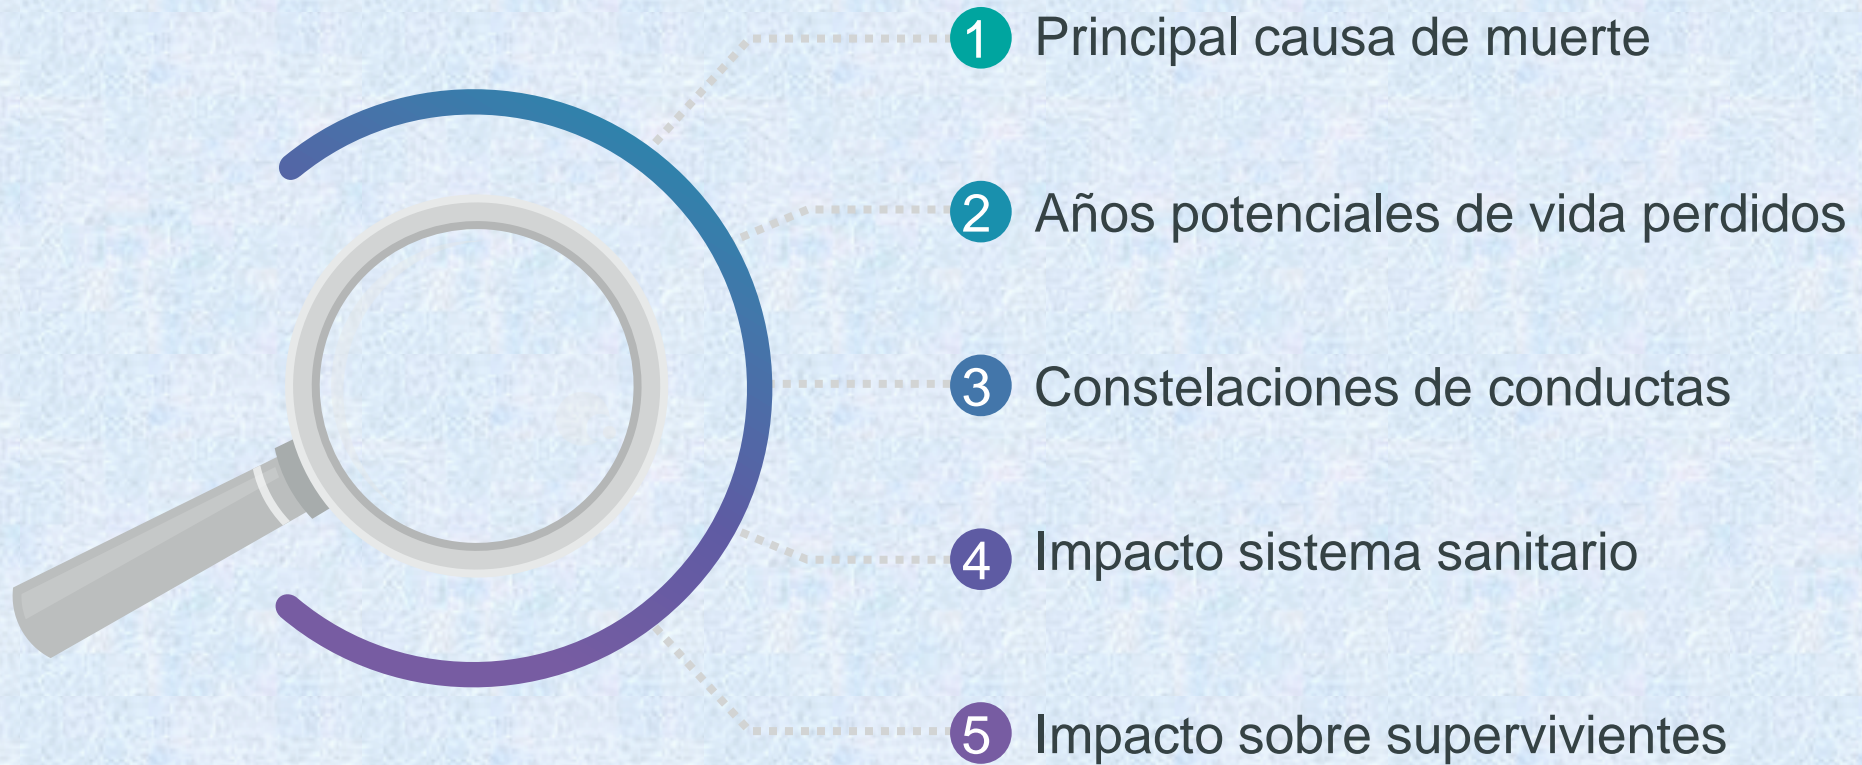 1 Principal causa de muerte
2 Años potenciales de vida perdidos
3 Constelaciones de conductas
4 Impacto sistema sanitario
5 Impacto sobre supervivientes